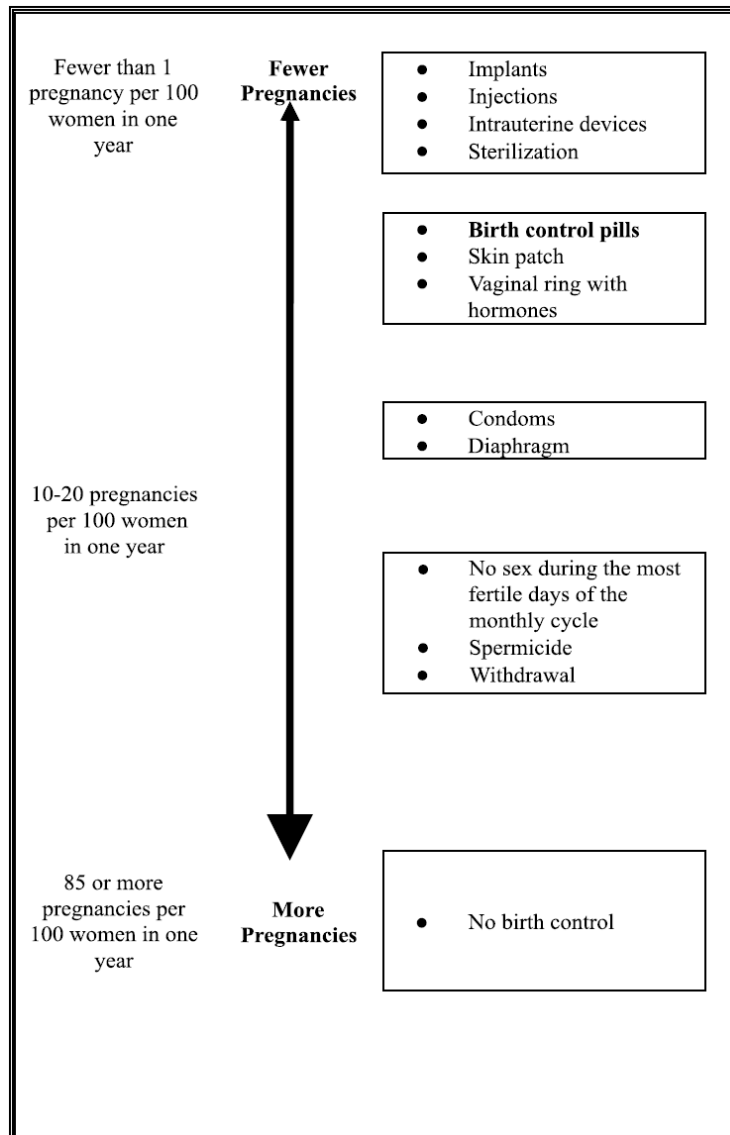 Fewer than 1
pregnancy per 100
women in one
year
Fewer
Pregnancies
● Implants
● Injections
● Intrauterine devices
● Sterilization
● Birth control pills
● Skin patch
● Vaginal ring with
hormones
● Condoms
● Diaphragm
10-20 pregnancies
per 100 women
in one year
● No sex during the most
fertile days of the
monthly cycle
● Spermicide
● Withdrawal
85 or more
pregnancies per
100 women in one
year
More
Pregnancies
● No birth control